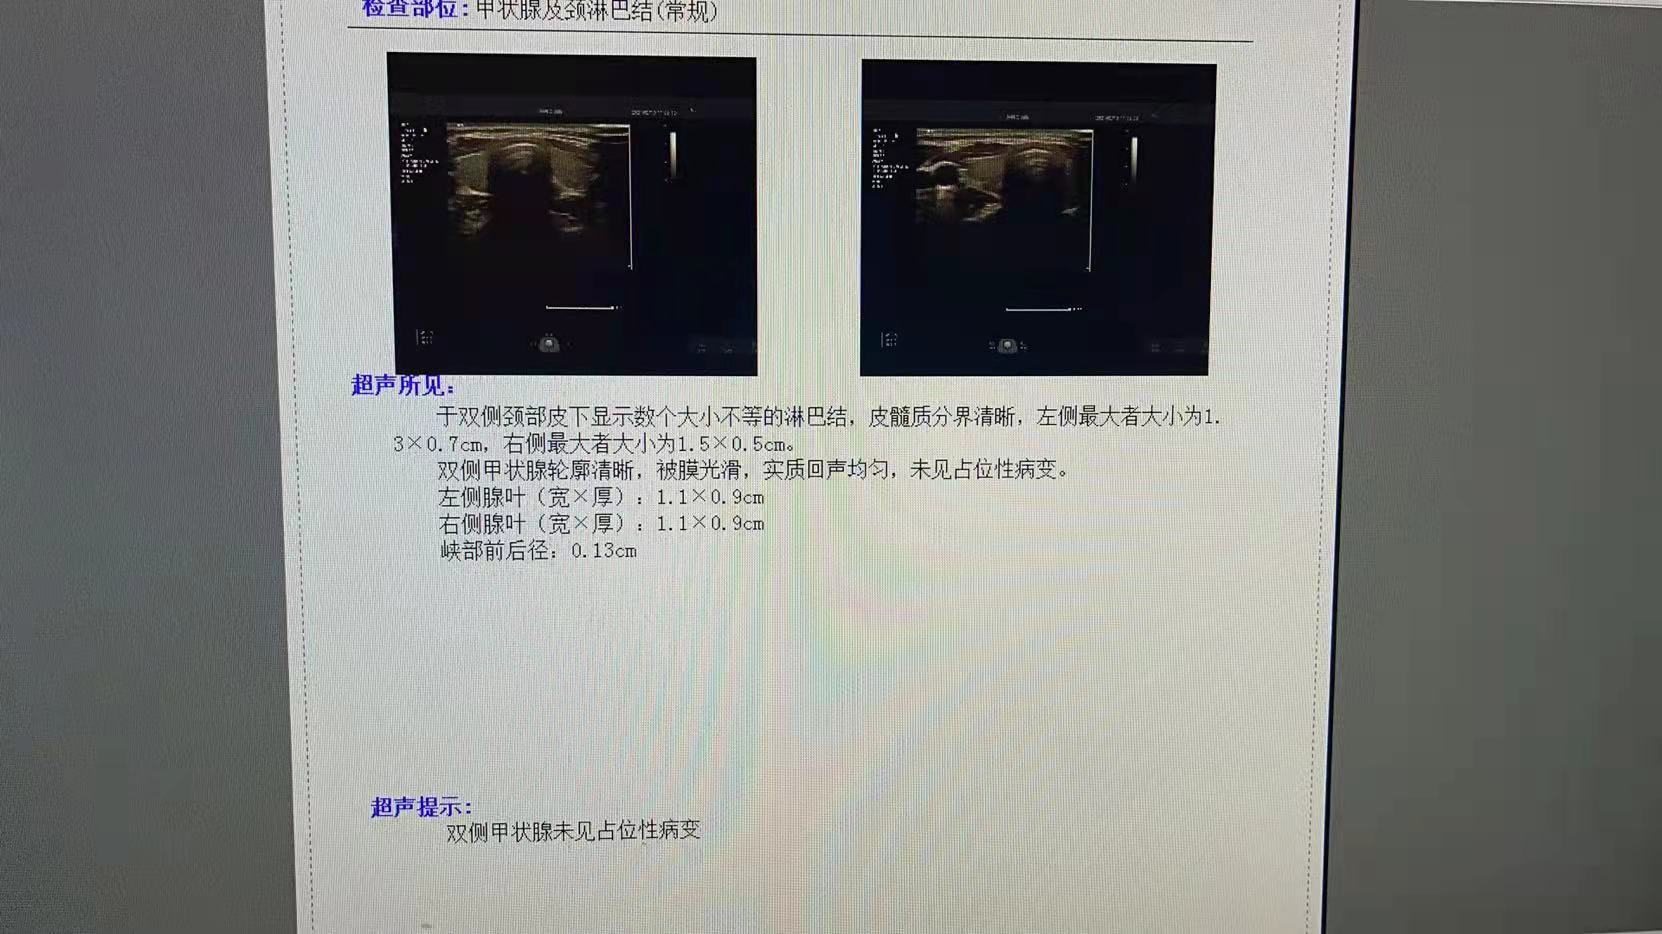 检查部位：甲状腺及颈淋巴结(常规)
超声所见：
于双侧颈部皮下显示数个大小不等的淋巴结，皮髓质分界清晰，左侧最大者大小为1.
3×0.7cm，右侧最大者大小为1.5×0.5cm。
双侧甲状腺轮廓清晰，被膜光滑，实质回声均匀，未见占位性病变。
左侧腺叶（宽×厚）：1.1×0.9cm
右侧腺叶（宽×厚）：1.1×0.9cm
峡部前后径：0.13cm
超声提示：
双侧甲状腺未见占位性病变